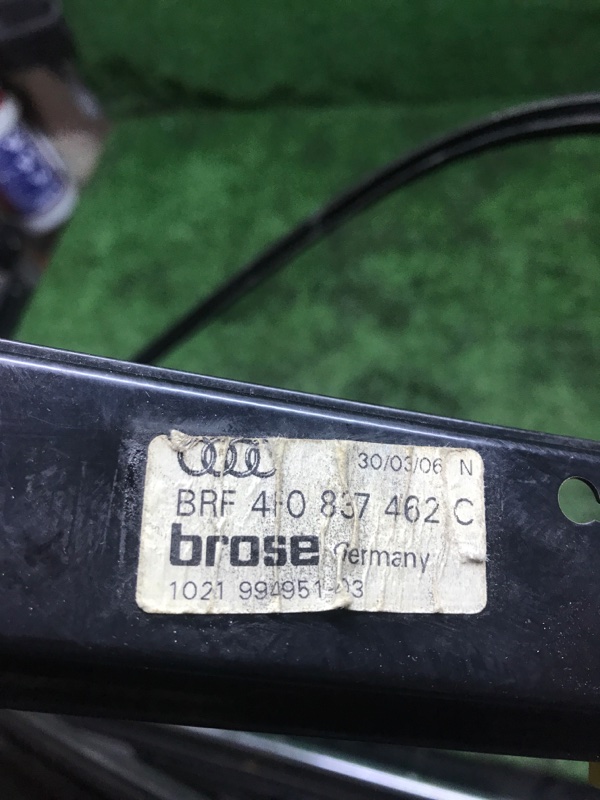 30/03/06 N
BRF 4F0 837 462 C
brose Germany
1021 994951-03